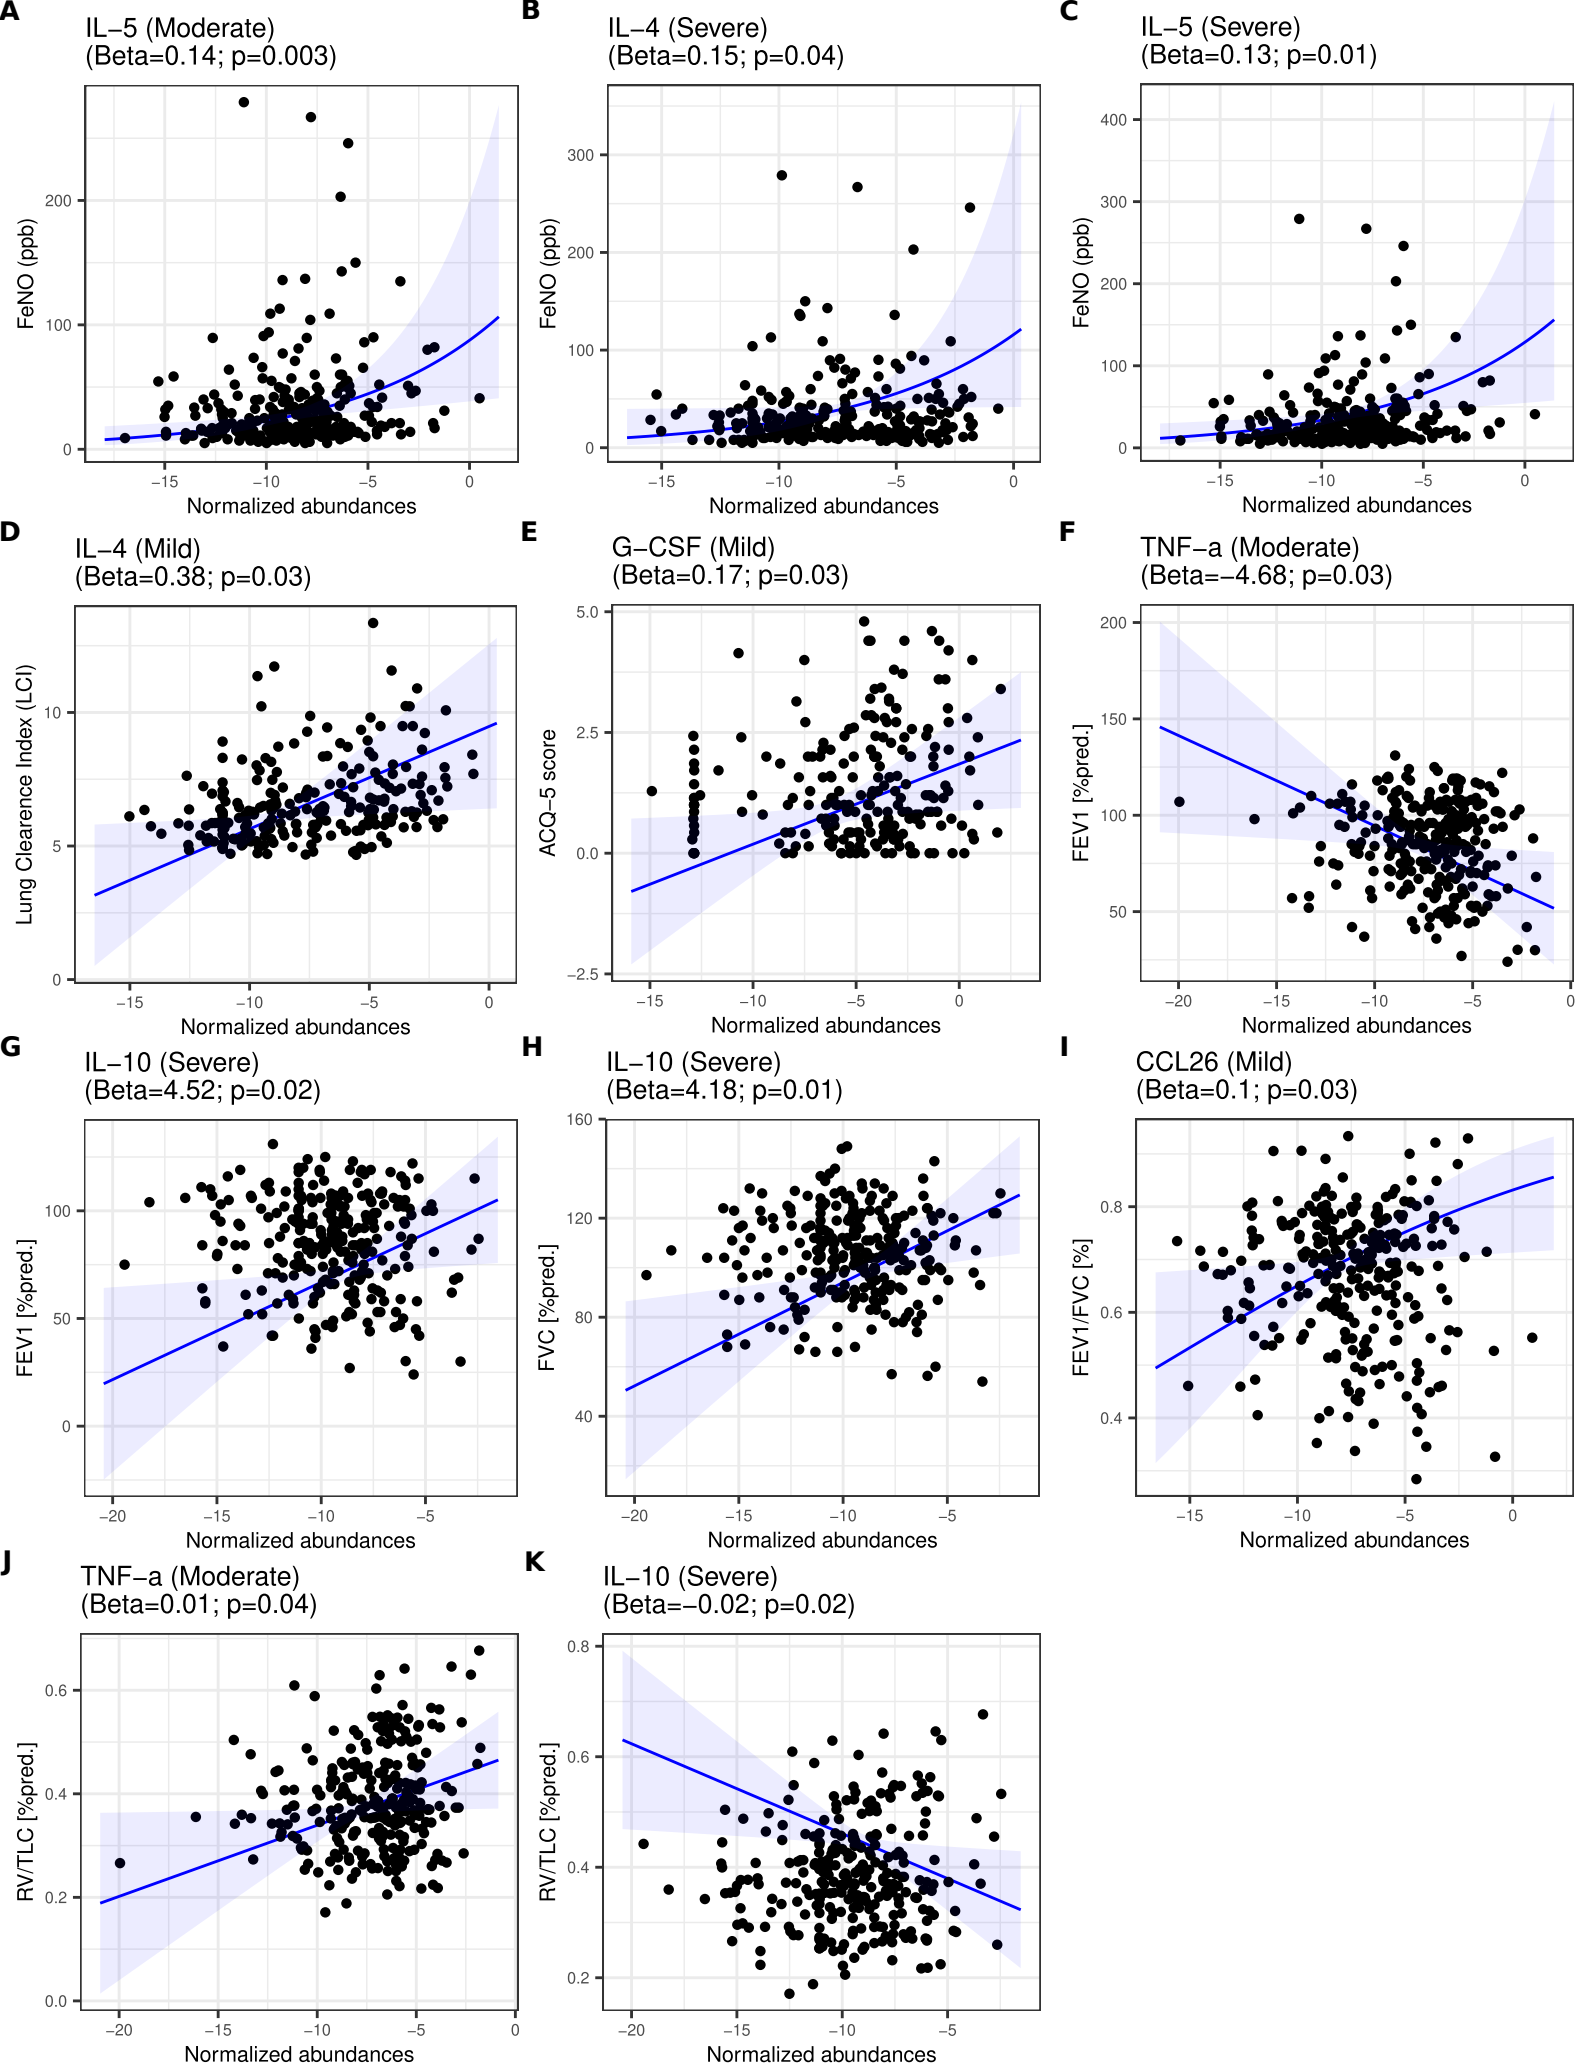 A
IL−5 (Moderate)
(Beta=0.14; p=0.003)
FeNO (ppb)
200
100
0
−15 −10 −5 0
Normalized abundances
B
IL−4 (Severe)
(Beta=0.15; p=0.04)
FeNO (ppb)
300
200
100
0
−15 −10 −5 0
Normalized abundances
C
IL−5 (Severe)
(Beta=0.13; p=0.01)
FeNO (ppb)
400
300
200
100
0
−15 −10 −5 0
Normalized abundances
D
IL−4 (Mild)
(Beta=0.38; p=0.03)
Lung Clearence Index (LCI)
10
5
0
−15 −10 −5 0
Normalized abundances
E
G−CSF (Mild)
(Beta=0.17; p=0.03)
ACQ−5 score
5.0
2.5
0.0
−2.5
−15 −10 −5 0
Normalized abundances
F
TNF−a (Moderate)
(Beta=−4.68; p=0.03)
FEV1 [%pred.]
200
150
100
50
−20 −15 −10 −5 0
Normalized abundances
G
IL−10 (Severe)
(Beta=4.52; p=0.02)
FEV1 [%pred.]
100
50
0
−20 −15 −10 −5
Normalized abundances
H
IL−10 (Severe)
(Beta=4.18; p=0.01)
FVC [%pred.]
160
120
80
40
−20 −15 −10 −5
Normalized abundances
I
CCL26 (Mild)
(Beta=0.1; p=0.03)
FEV1/FVC [%]
0.8
0.6
0.4
−15 −10 −5 0
Normalized abundances
J
TNF−a (Moderate)
(Beta=0.01; p=0.04)
RV/TLC [%pred.]
0.6
0.4
0.2
0.0
−20 −15 −10 −5 0
Normalized abundances
K
IL−10 (Severe)
(Beta=−0.02; p=0.02)
RV/TLC [%pred.]
0.8
0.6
0.4
0.2
−20 −15 −10 −5
Normalized abundances